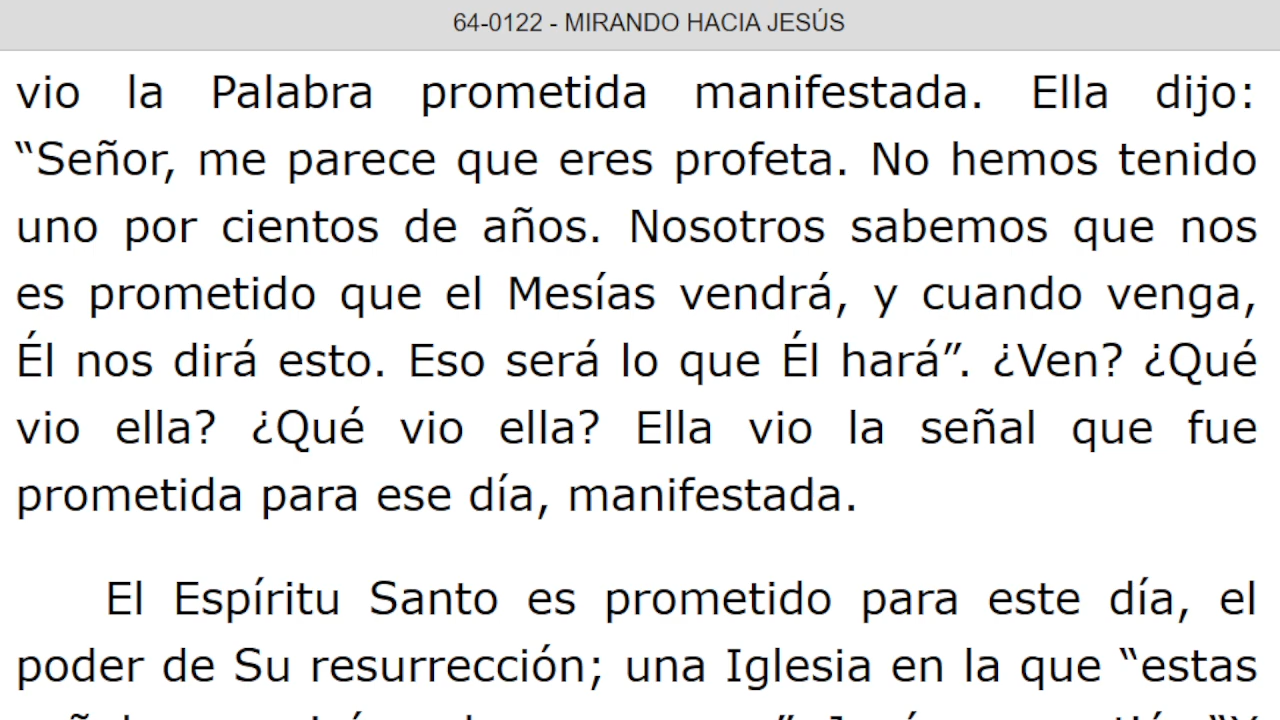 64-0122 - MIRANDO HACIA JESÚS
vio la Palabra prometida manifestada. Ella dijo:
“Señor, me parece que eres profeta. No hemos tenido
uno por cientos de años. Nosotros sabemos que nos
es prometido que el Mesías vendrá, y cuando venga,
Él nos dirá esto. Eso será lo que Él hará”. ¿Ven? ¿Qué
vio ella? ¿Qué vio ella? Ella vio la señal que fue
prometida para ese día, manifestada.
El Espíritu Santo es prometido para este día, el
poder de Su resurrección; una Iglesia en la que “estas